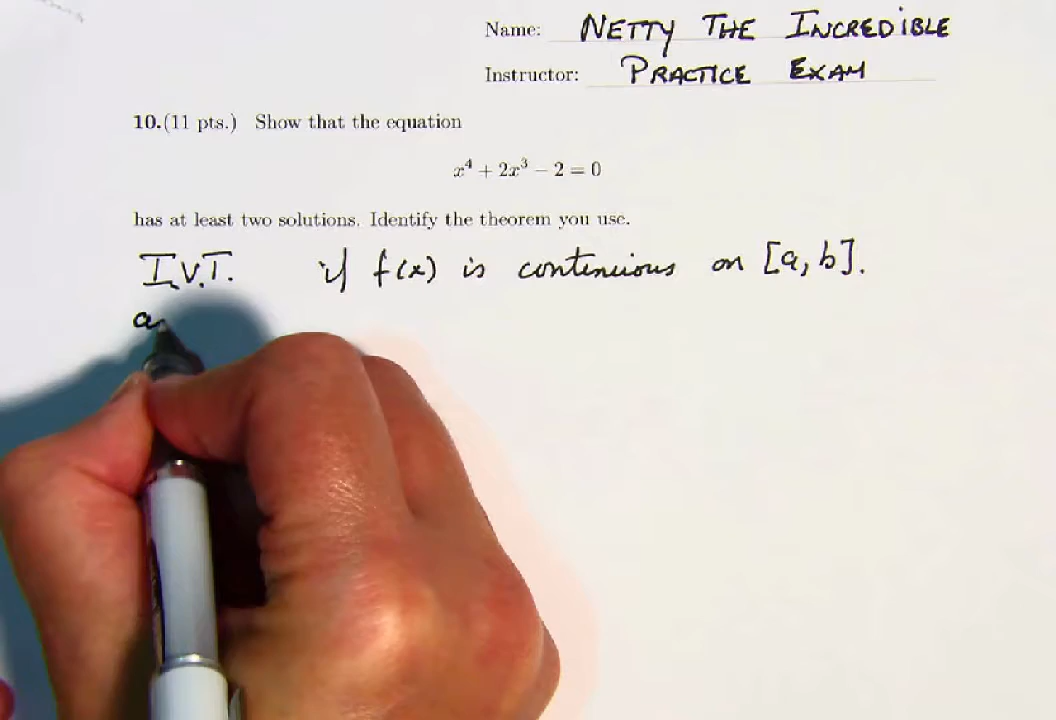 Name: NETTY THE INCREDIBLE
Instructor: PRACTICE EXAM
10.(11 pts.) Show that the equation
x⁴ + 2x³ − 2 = 0
has at least two solutions. Identify the theorem you use.
I.V.T. if f(x) is contenuous on [a, b].